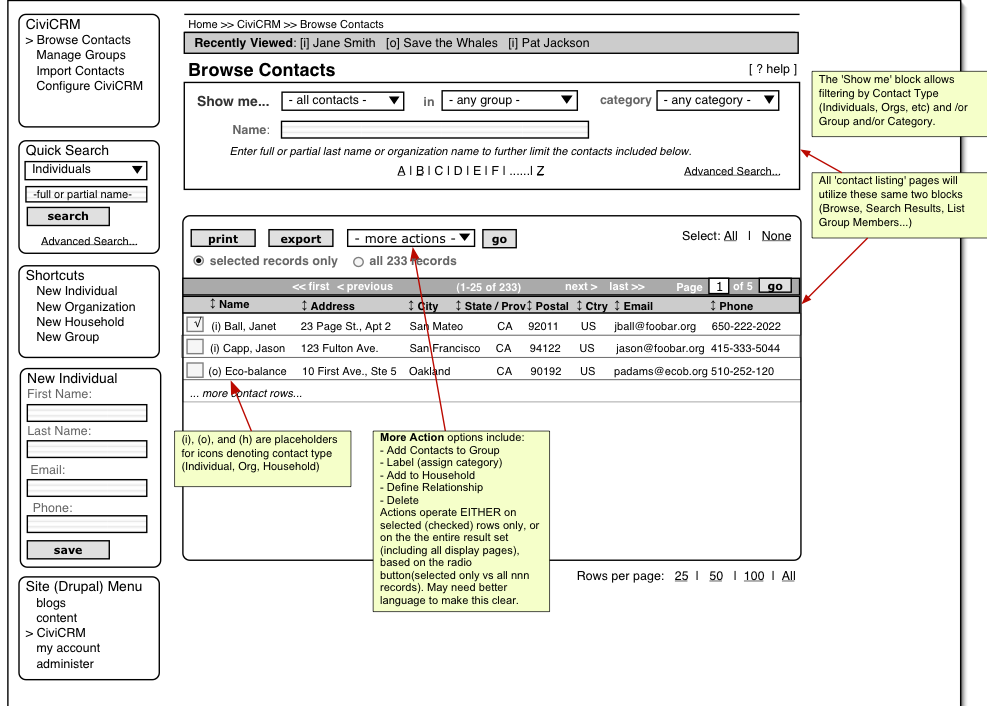 CiviCRM
> Browse Contacts
Manage Groups
Import Contacts
Configure CiviCRM
Quick Search
Individuals
-full or partial name-
search
Advanced Search...
Shortcuts
New Individual
New Organization
New Household
New Group
New Individual
First Name:
Last Name:
Email:
Phone:
save
Site (Drupal) Menu
blogs
content
> CiviCRM
my account
administer
Home >> CiviCRM >> Browse Contacts
Recently Viewed: [i] Jane Smith [o] Save the Whales [i] Pat Jackson
Browse Contacts [ ? help ]
Show me... - all contacts - in - any group - category - any category -
Name:
Enter full or partial last name or organization name to further limit the contacts included below.
A | B | C | D | E | F | ......| Z Advanced Search...
print export - more actions - go Select: All | None
selected records only all 233 records
<< first < previous (1-25 of 233) next > last >> Page 1 of 5 go
↕ Name ↕ Address ↕ City ↕ State / Prov ↕ Postal ↕ Ctry ↕ Email ↕ Phone
√ (i) Ball, Janet 23 Page St., Apt 2 San Mateo CA 92011 US jball@foobar.org 650-222-2022
(i) Capp, Jason 123 Fulton Ave. San Francisco CA 94122 US jason@foobar.org 415-333-5044
(o) Eco-balance 10 First Ave., Ste 5 Oakland CA 90192 US padams@ecob.org 510-252-120
... more contact rows...
(i), (o), and (h) are placeholders
for icons denoting contact type
(Individual, Org, Household)
More Action options include:
- Add Contacts to Group
- Label (assign category)
- Add to Household
- Define Relationship
- Delete
Actions operate EITHER on
selected (checked) rows only, or
on the the entire result set
(including all display pages),
based on the radio
button(selected only vs all nnn
records). May need better
language to make this clear.
Rows per page: 25 | 50 | 100 | All
The 'Show me' block allows
filtering by Contact Type
(Individuals, Orgs, etc) and /or
Group and/or Category.
All 'contact listing' pages will
utilize these same two blocks
(Browse, Search Results, List
Group Members...)